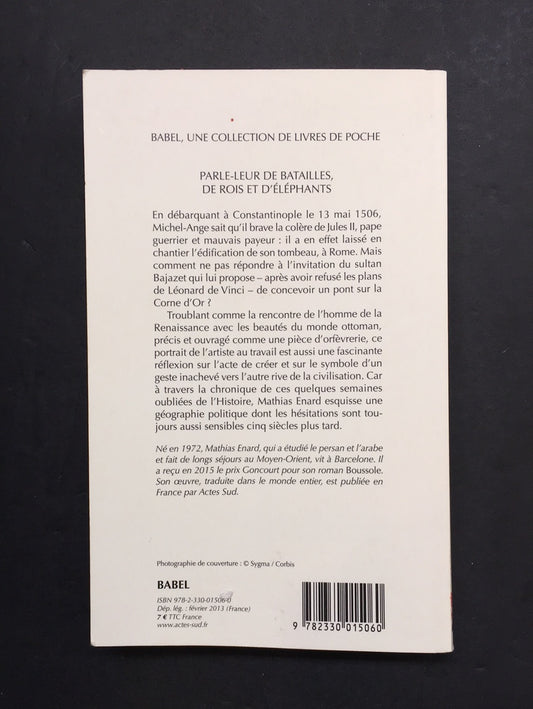 BABEL, UNE COLLECTION DE LIVRES DE POCHE
PARLE-LEUR DE BATAILLES,
DE ROIS ET D'ÉLÉPHANTS
En débarquant à Constantinople le 13 mai 1506,
Michel-Ange sait qu'il brave la colère de Jules II, pape
guerrier et mauvais payeur : il a en effet laissé en
chantier l'édification de son tombeau, à Rome. Mais
comment ne pas répondre à l'invitation du sultan
Bajazet qui lui propose – après avoir refusé les plans
de Léonard de Vinci – de concevoir un pont sur la
Corne d'Or ?
Troublant comme la rencontre de l'homme de la
Renaissance avec les beautés du monde ottoman,
précis et ouvragé comme une pièce d'orfèvrerie, ce
portrait de l'artiste au travail est aussi une fascinante
réflexion sur l'acte de créer et sur le symbole d'un
geste inachevé vers l'autre rive de la civilisation. Car
à travers la chronique de ces quelques semaines
oubliées de l'Histoire, Mathias Enard esquisse une
géographie politique dont les hésitations sont tou-
jours aussi sensibles cinq siècles plus tard.
Né en 1972, Mathias Enard, qui a étudié le persan et l'arabe
et fait de longs séjours au Moyen-Orient, vit à Barcelone. Il
a reçu en 2015 le prix Goncourt pour son roman Boussole.
Son œuvre, traduite dans le monde entier, est publiée en
France par Actes Sud.
Photographie de couverture : © Sygma / Corbis
BABEL
ISBN 978-2-330-01506-0
Dép. lég. : février 2013 (France)
7 € TTC France
www.actes-sud.fr
9 782330 015060